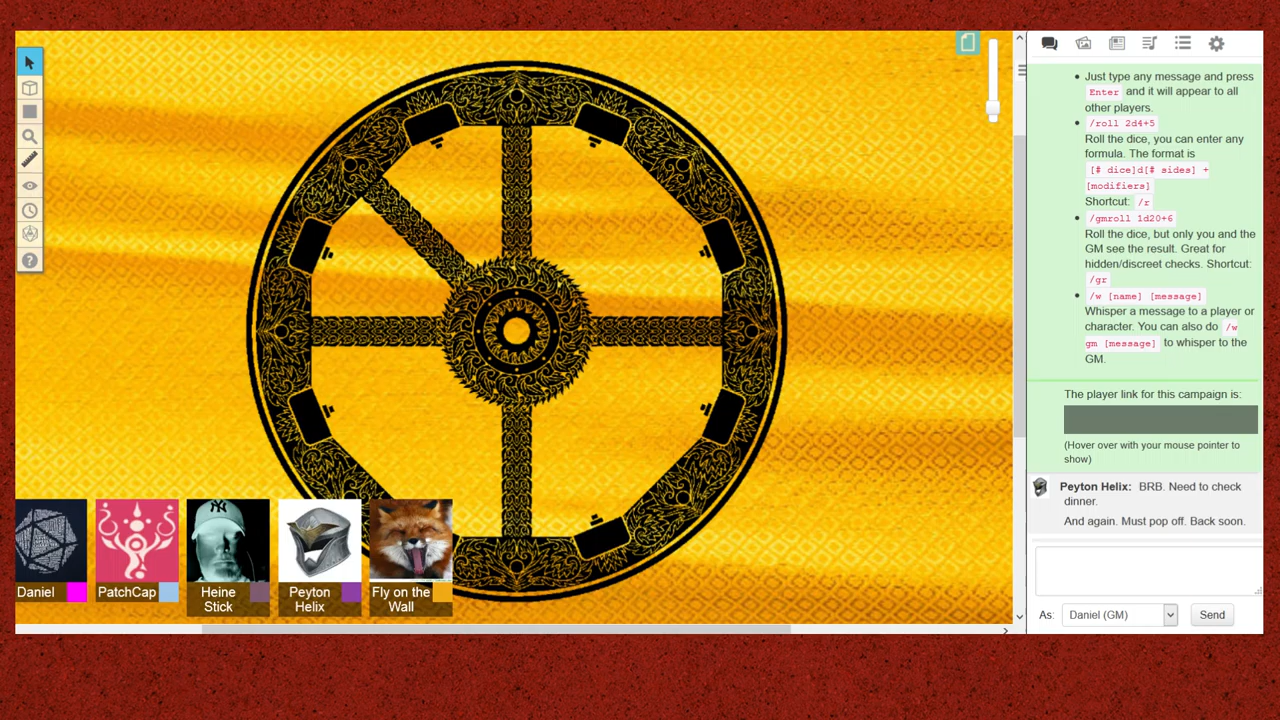 Just type any message and press
Enter and it will appear to all
other players.
/roll 2d4+5
Roll the dice, you can enter any
formula. The format is
[# dice]d[# sides] +
[modifiers]
Shortcut: /r
/gmroll 1d20+6
Roll the dice, but only you and the
GM see the result. Great for
hidden/discreet checks. Shortcut:
/gr
/w [name] [message]
Whisper a message to a player or
character. You can also do /w
gm [message] to whisper to the
GM.
The player link for this campaign is:
(Hover over with your mouse pointer to
show)
Peyton Helix: BRB. Need to check
dinner.
And again. Must pop off. Back soon.
As: Daniel (GM) Send
Daniel
PatchCap
Heine
Stick
Peyton
Helix
Fly on the
Wall